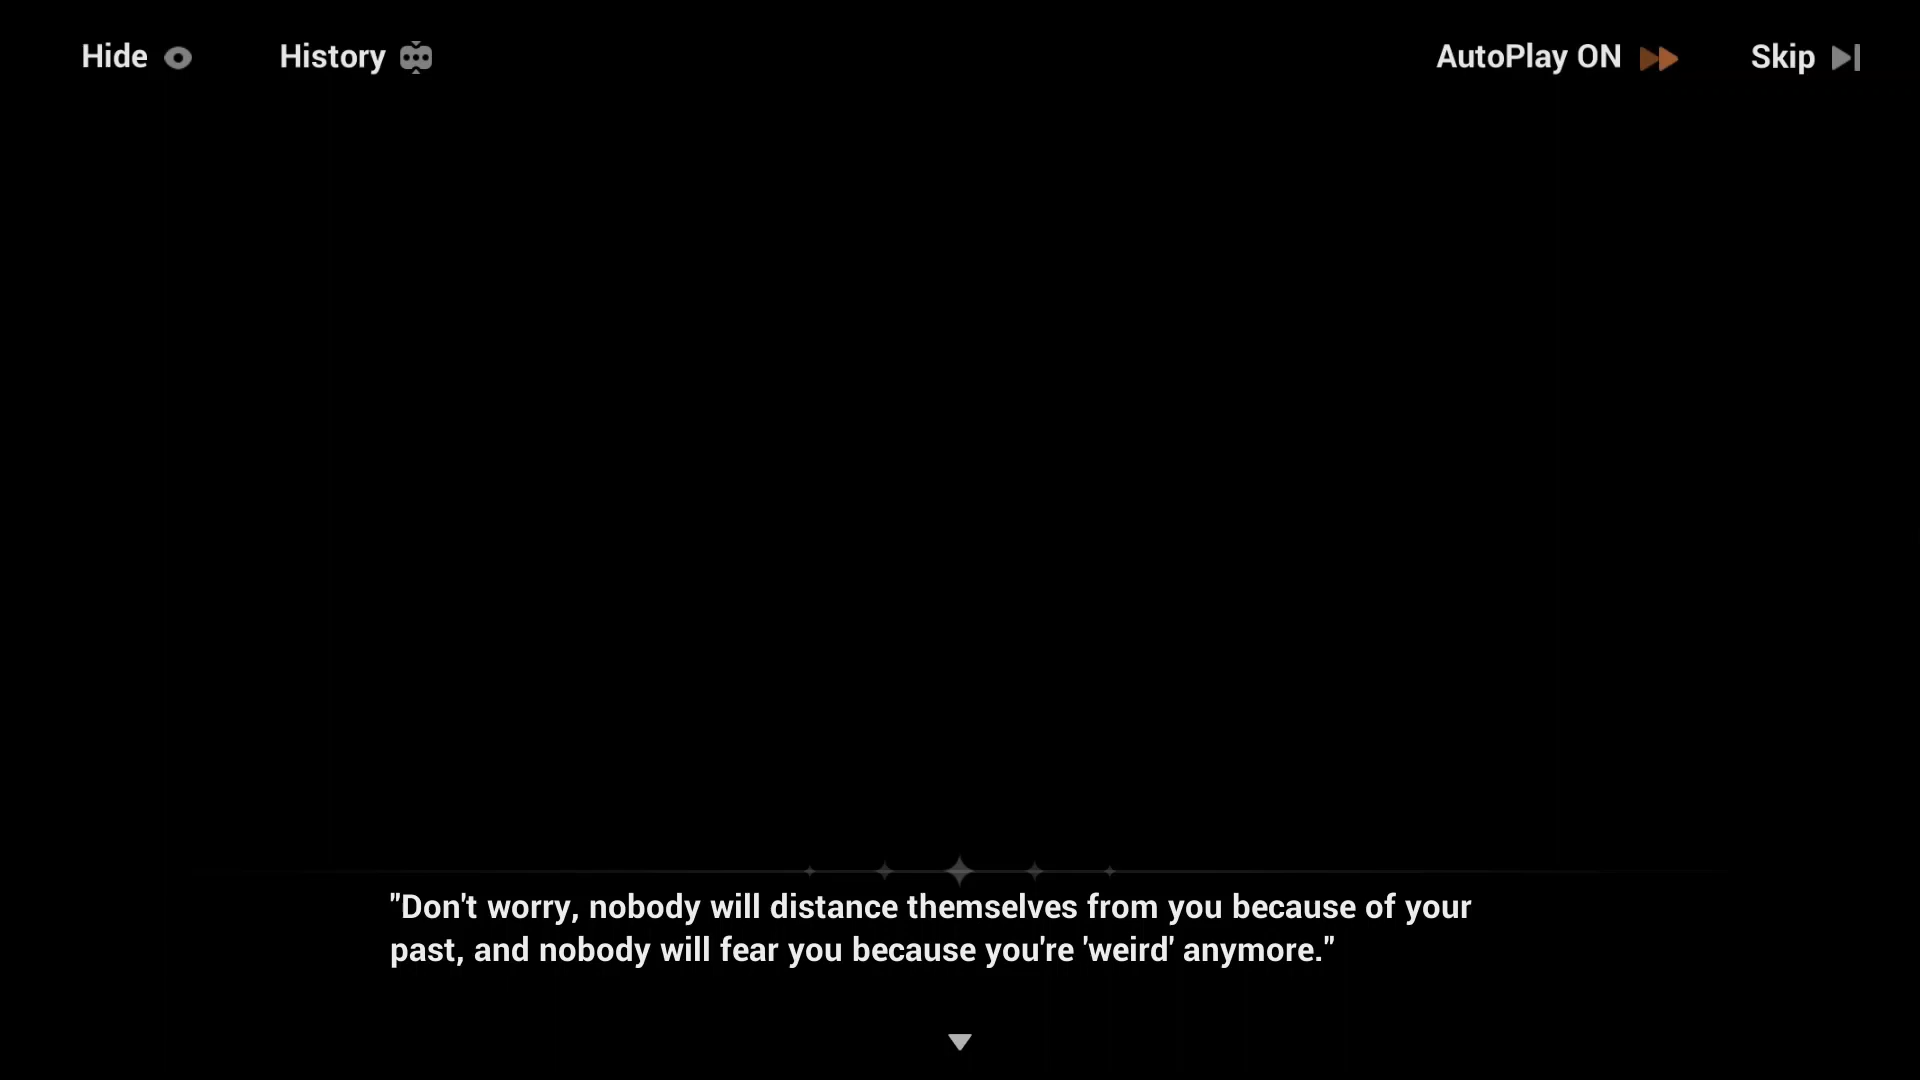 Hide
History
AutoPlay ON
Skip
"Don't worry, nobody will distance themselves from you because of your
past, and nobody will fear you because you're 'weird' anymore."